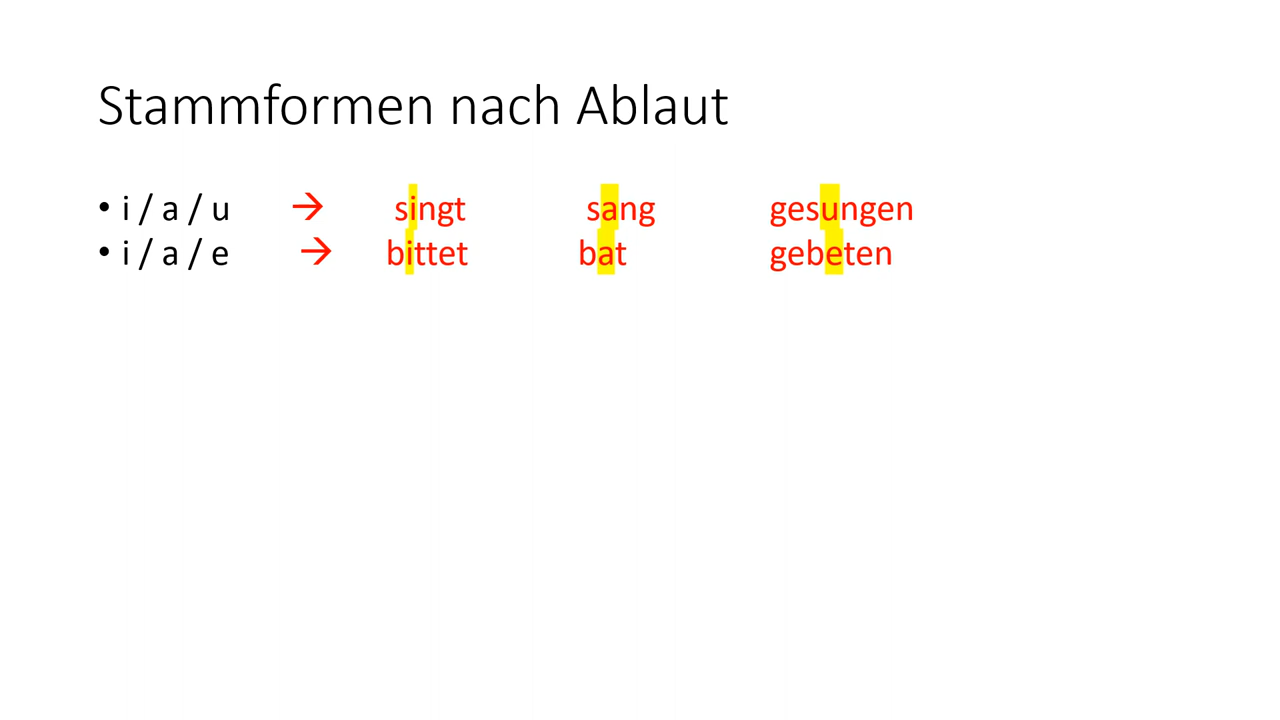 Stammformen nach Ablaut
• i / a / u → singt sang gesungen
• i / a / e → bittet bat gebeten